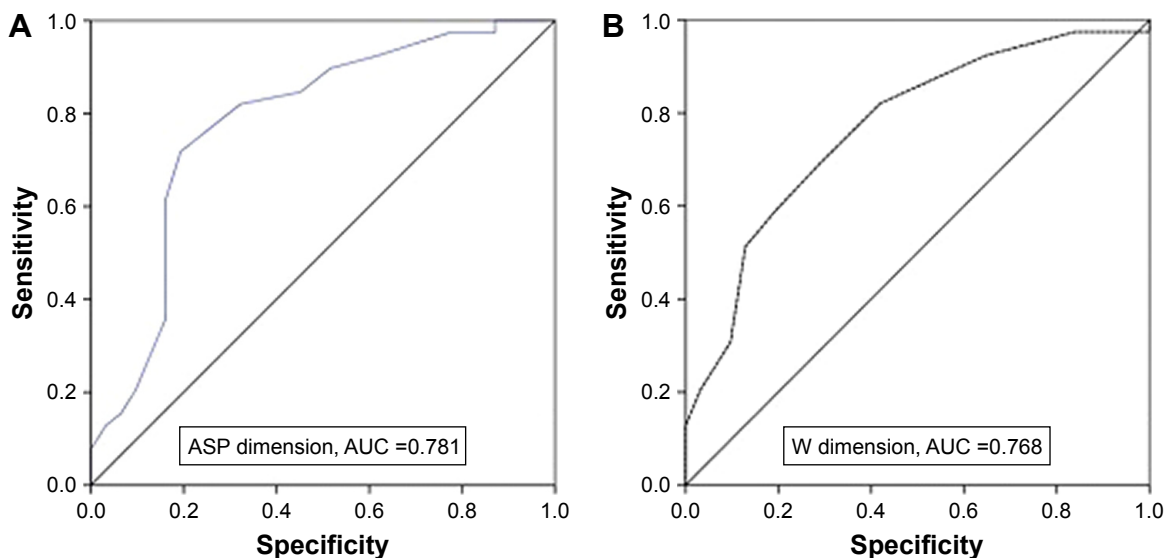 A
1.0
0.8
0.6
0.4
0.2
0.0
Sensitivity
ASP dimension, AUC =0.781
0.0 0.2 0.4 0.6 0.8 1.0
Specificity
B
1.0
0.8
0.6
0.4
0.2
0.0
Sensitivity
W dimension, AUC =0.768
0.0 0.2 0.4 0.6 0.8 1.0
Specificity